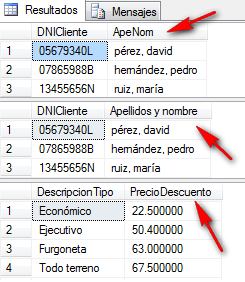 Resultados Mensajes
DNICliente ApeNom
1 05679340L pérez, david
2 07865988B hernández, pedro
3 13455656N ruiz, maría
DNICliente Apellidos y nombre
1 05679340L pérez, david
2 07865988B hernández, pedro
3 13455656N ruiz, maría
DescripcionTipo PrecioDescuento
1 Económico 22.500000
2 Ejecutivo 50.400000
3 Furgoneta 63.000000
4 Todo terreno 67.500000